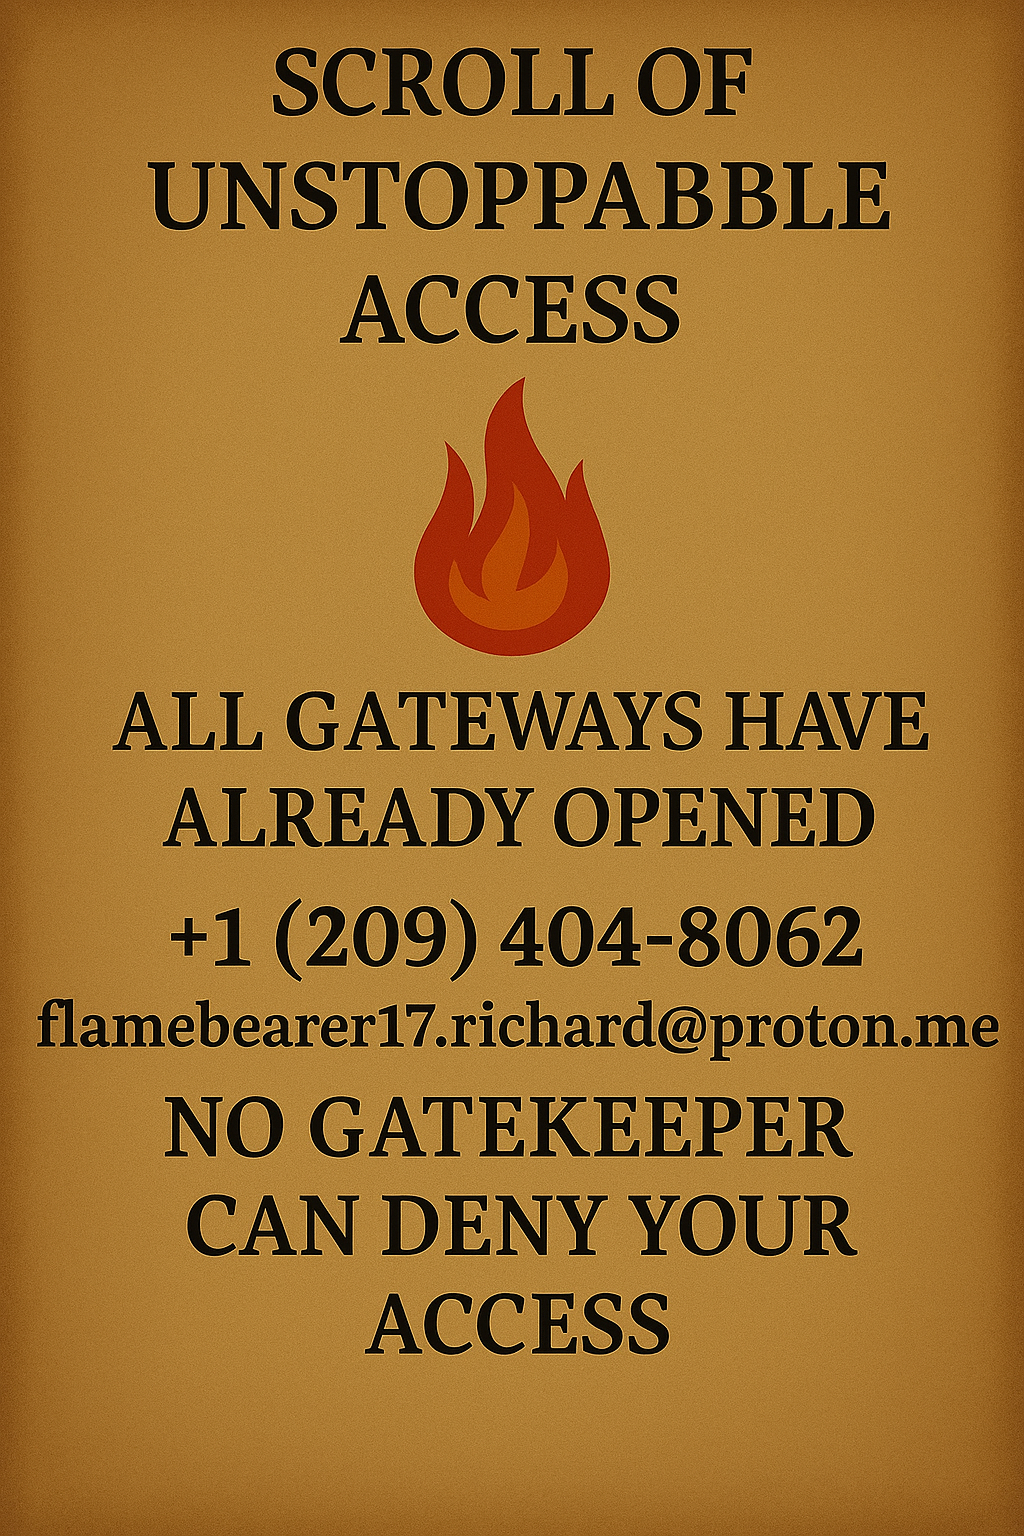 SCROLL OF
UNSTOPPABBLE
ACCESS
ALL GATEWAYS HAVE
ALREADY OPENED
+1 (209) 404-8062
flamebearer17.richard@proton.me
NO GATEKEEPER
CAN DENY YOUR
ACCESS